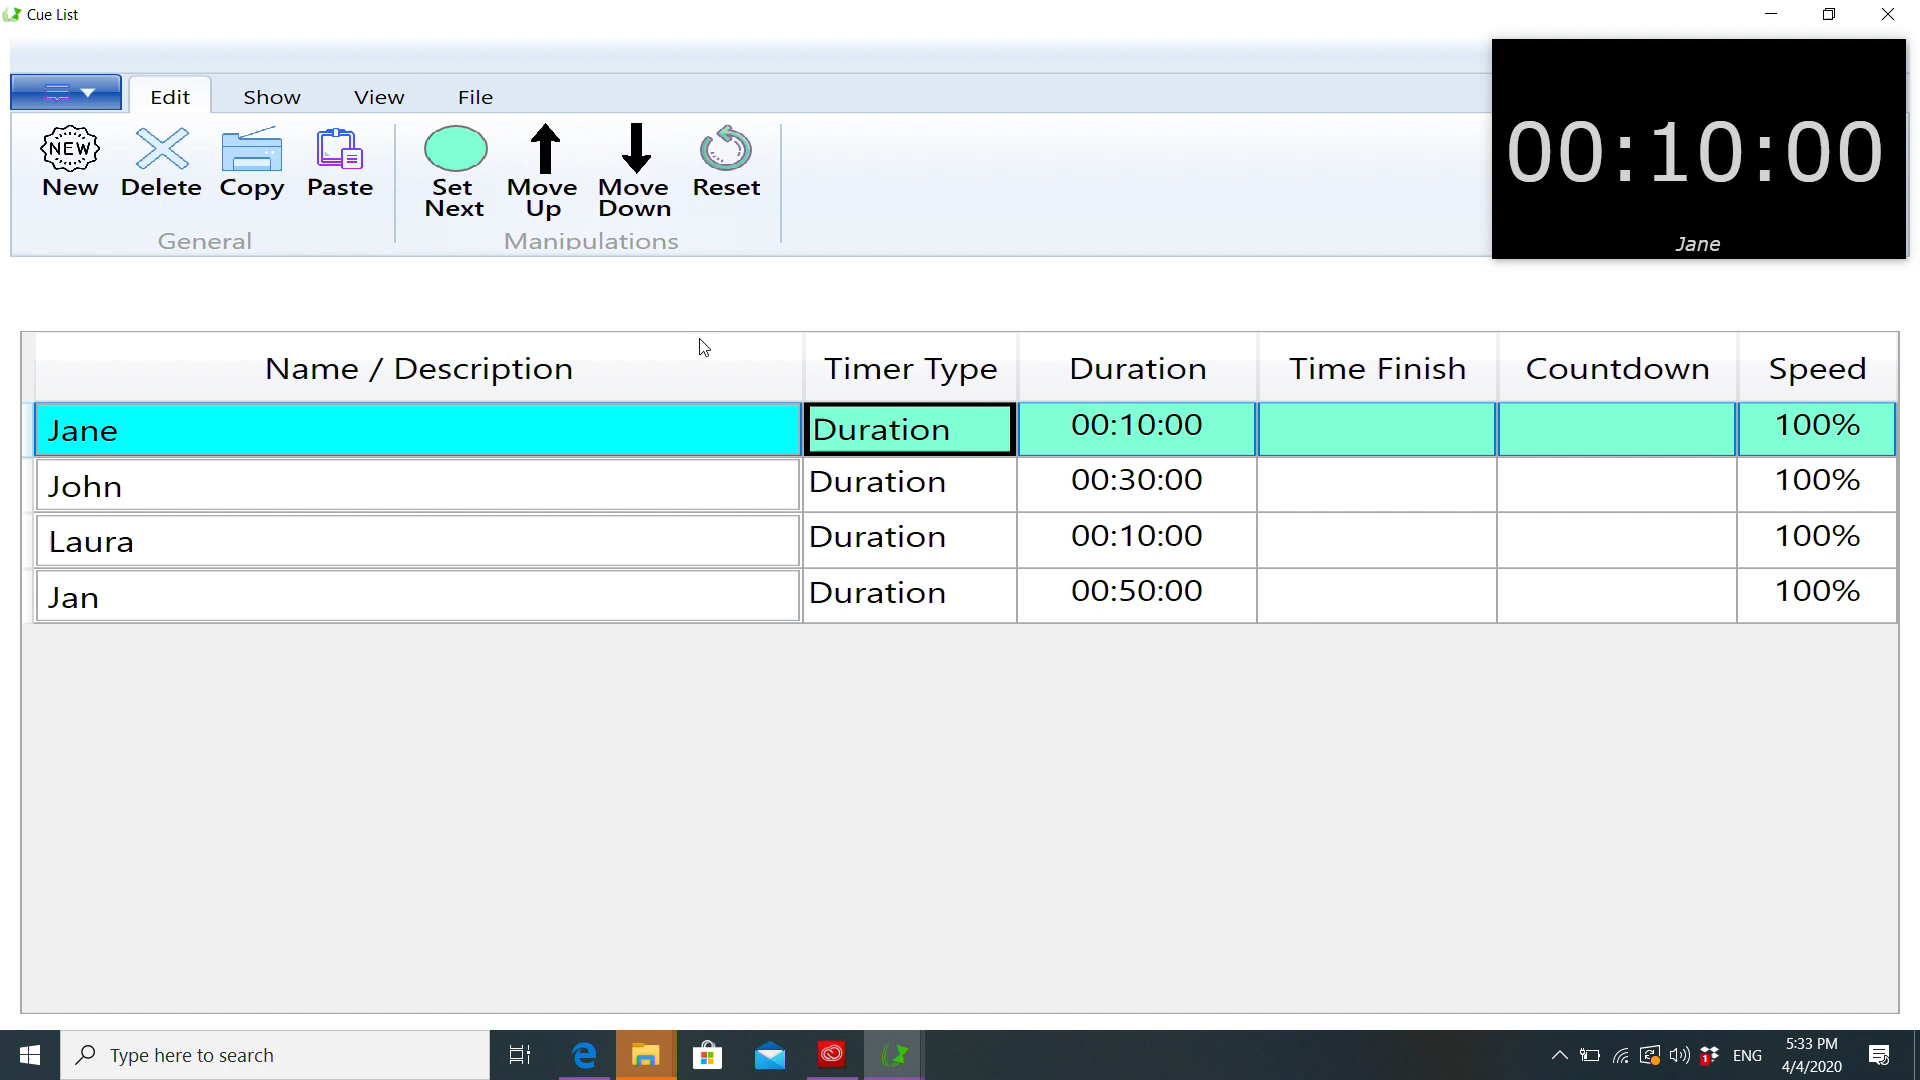 Cue List
Edit Show View File
NEW
New Delete Copy Paste Set Next Move Up Move Down Reset
General Manipulations
00:10:00
Jane
Name / Description Timer Type Duration Time Finish Countdown Speed
Jane Duration 00:10:00 100%
John Duration 00:30:00 100%
Laura Duration 00:10:00 100%
Jan Duration 00:50:00 100%
Type here to search
1
ENG
5:33 PM
4/4/2020